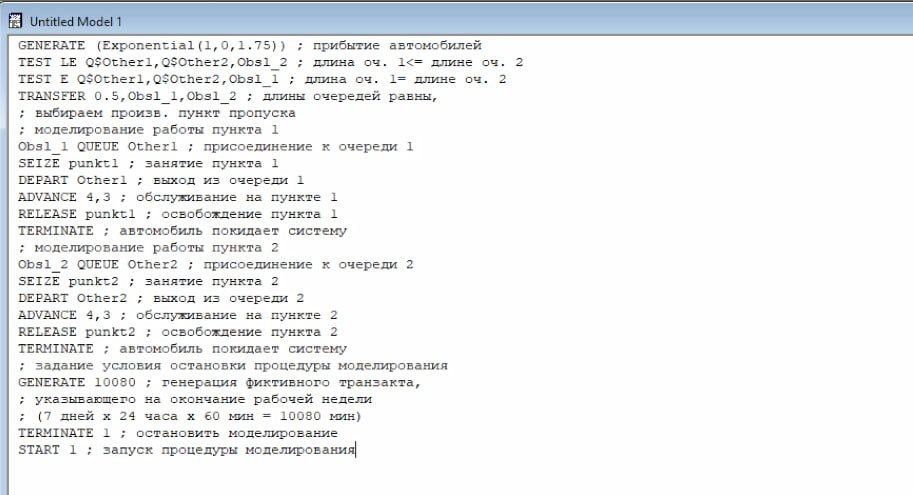 Untitled Model 1
GENERATE (Exponential(1,0,1.75)) ; прибытие автомобилей
TEST LE Q$Other1,Q$Other2,Obsl_2 ; длина оч. 1<= длине оч. 2
TEST E Q$Other1,Q$Other2,Obsl_1 ; длина оч. 1= длине оч. 2
TRANSFER 0.5,Obsl_1,Obsl_2 ; длины очередей равны,
; выбираем произв. пункт пропуска
; моделирование работы пункта 1
Obsl_1 QUEUE Other1 ; присоединение к очереди 1
SEIZE punkt1 ; занятие пункта 1
DEPART Other1 ; выход из очереди 1
ADVANCE 4,3 ; обслуживание на пункте 1
RELEASE punkt1 ; освобождение пункта 1
TERMINATE ; автомобиль покидает систему
; моделирование работы пункта 2
Obsl_2 QUEUE Other2 ; присоединение к очереди 2
SEIZE punkt2 ; занятие пункта 2
DEPART Other2 ; выход из очереди 2
ADVANCE 4,3 ; обслуживание на пункте 2
RELEASE punkt2 ; освобождение пункта 2
TERMINATE ; автомобиль покидает систему
; задание условия остановки процедуры моделирования
GENERATE 10080 ; генерация фиктивного транзакта,
; указывающего на окончание рабочей недели
; (7 дней х 24 часа х 60 мин = 10080 мин)
TERMINATE 1 ; остановить моделирование
START 1 ; запуск процедуры моделирования